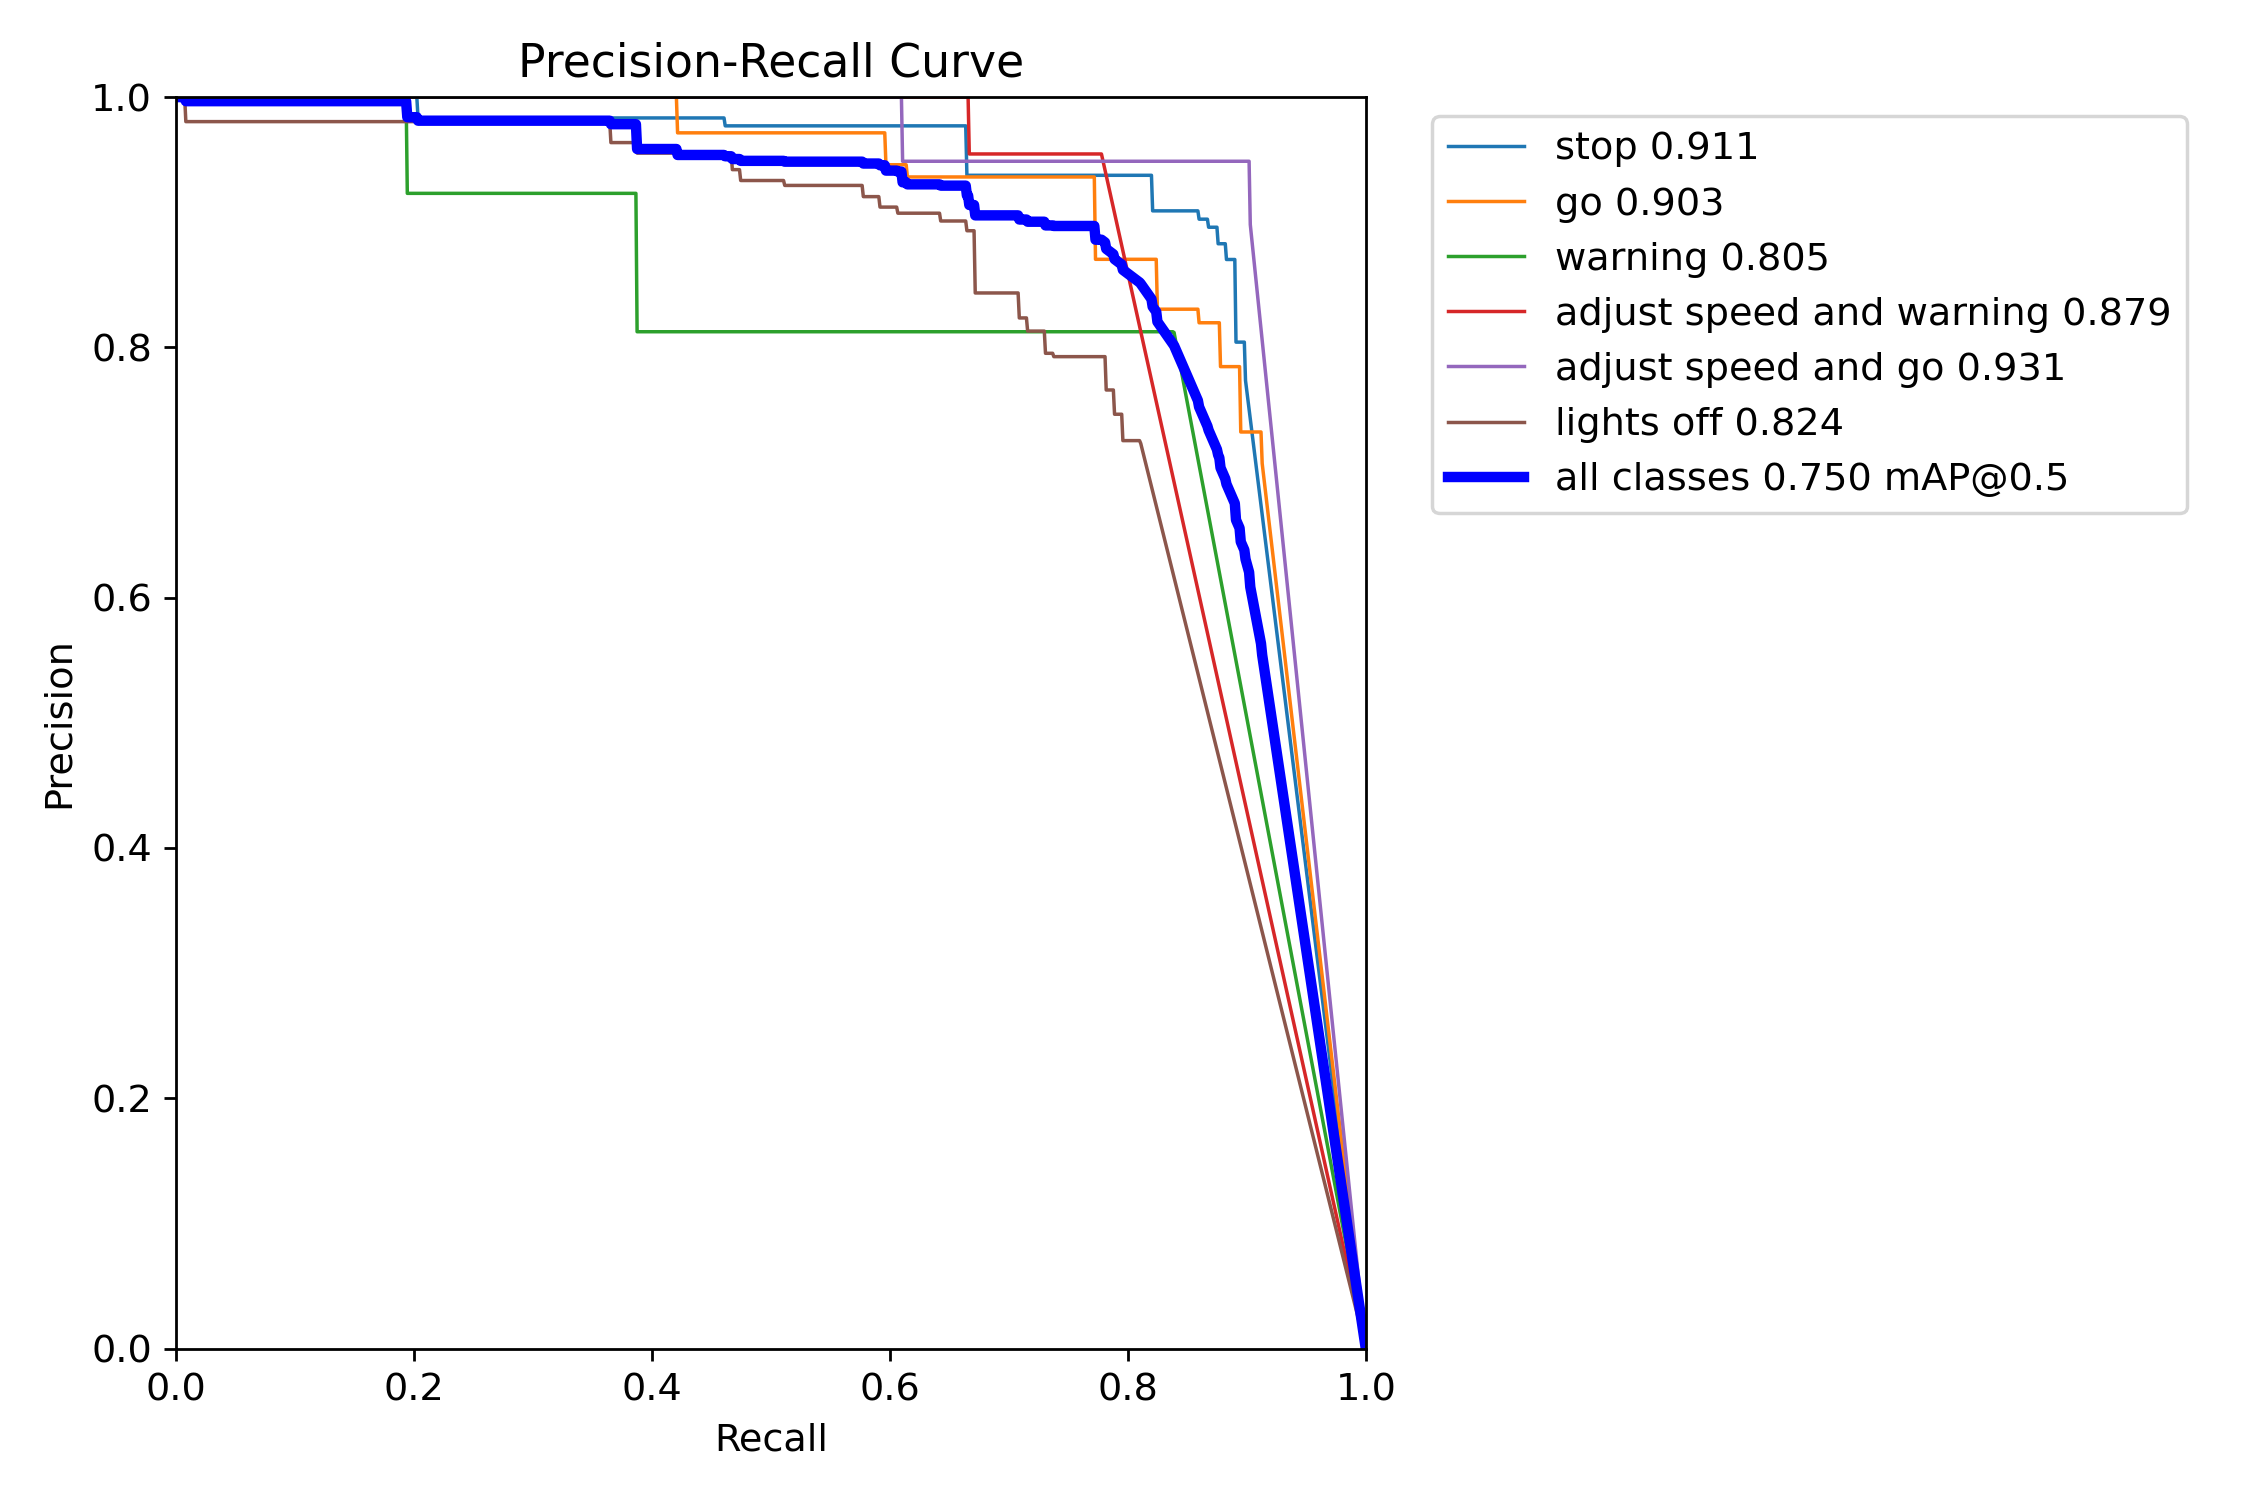 Precision-Recall Curve
1.0
0.8
0.6
0.4
0.2
0.0
Precision
0.0 0.2 0.4 0.6 0.8 1.0
Recall
stop 0.911
go 0.903
warning 0.805
adjust speed and warning 0.879
adjust speed and go 0.931
lights off 0.824
all classes 0.750 mAP@0.5